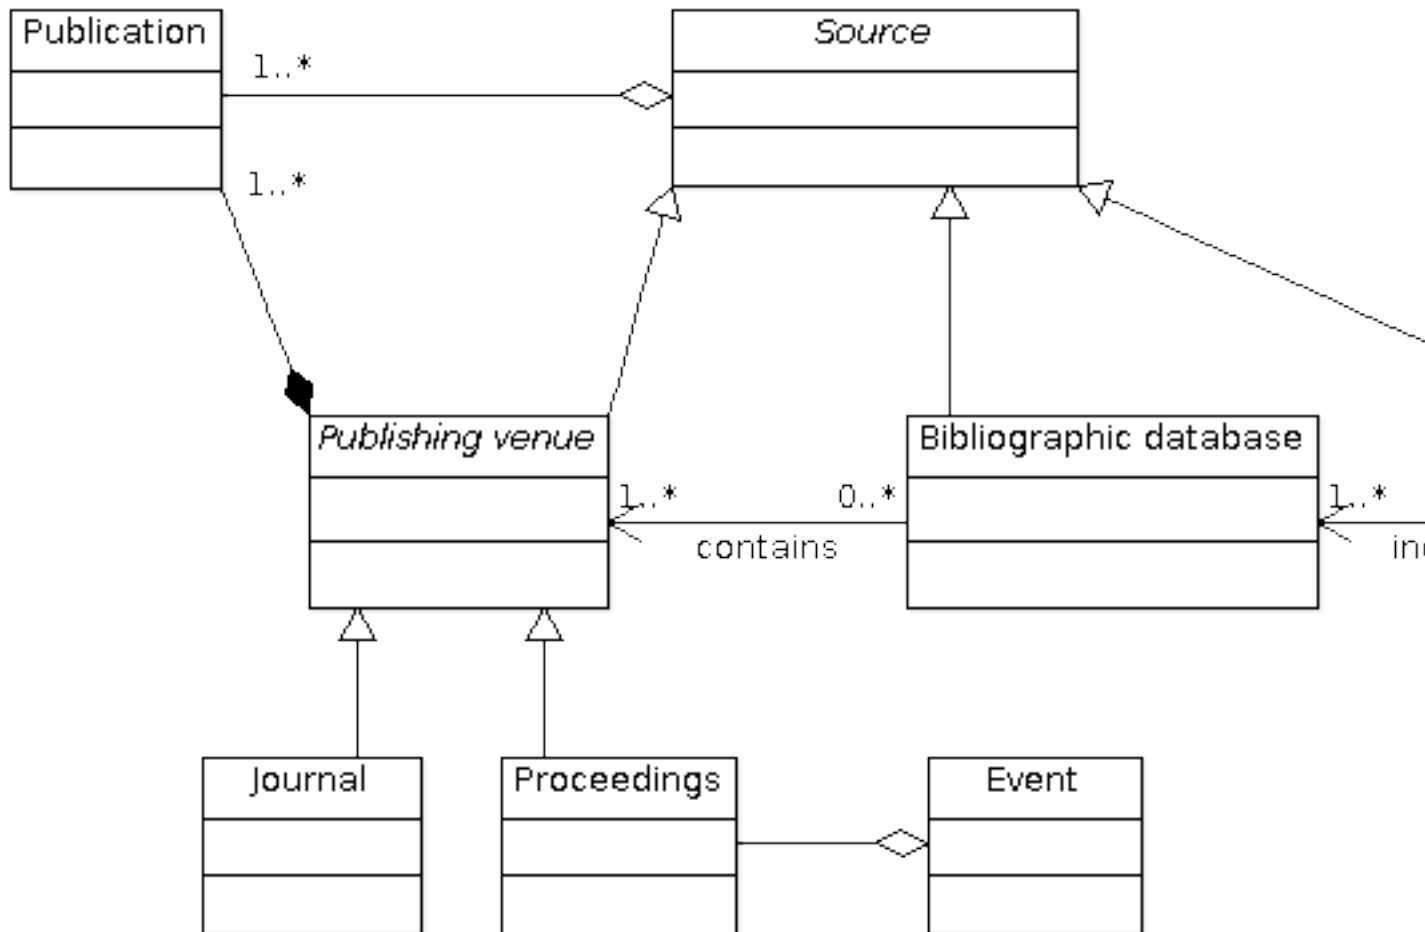 Publication
Source
1..*
1..*
Publishing venue
Bibliographic database
1..*
0..*
1..*
contains
Journal
Proceedings
Event